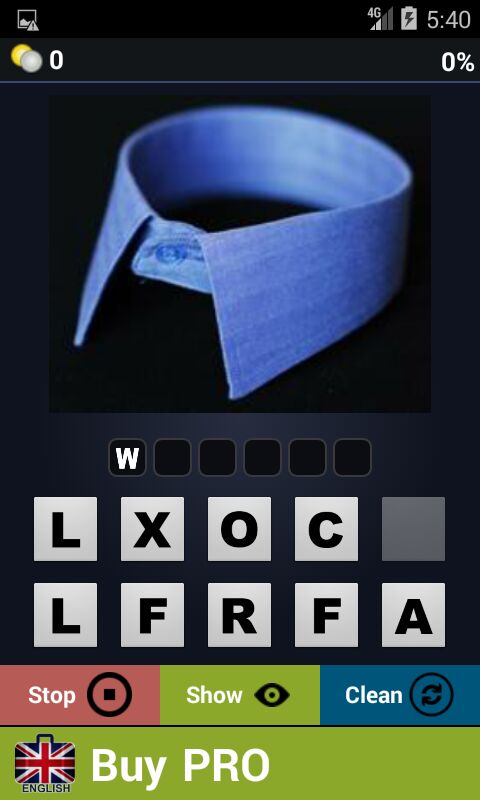 4G 5:40
0 0%
W
L X O C
L F R F A
Stop Show Clean
ENGLISH Buy PRO